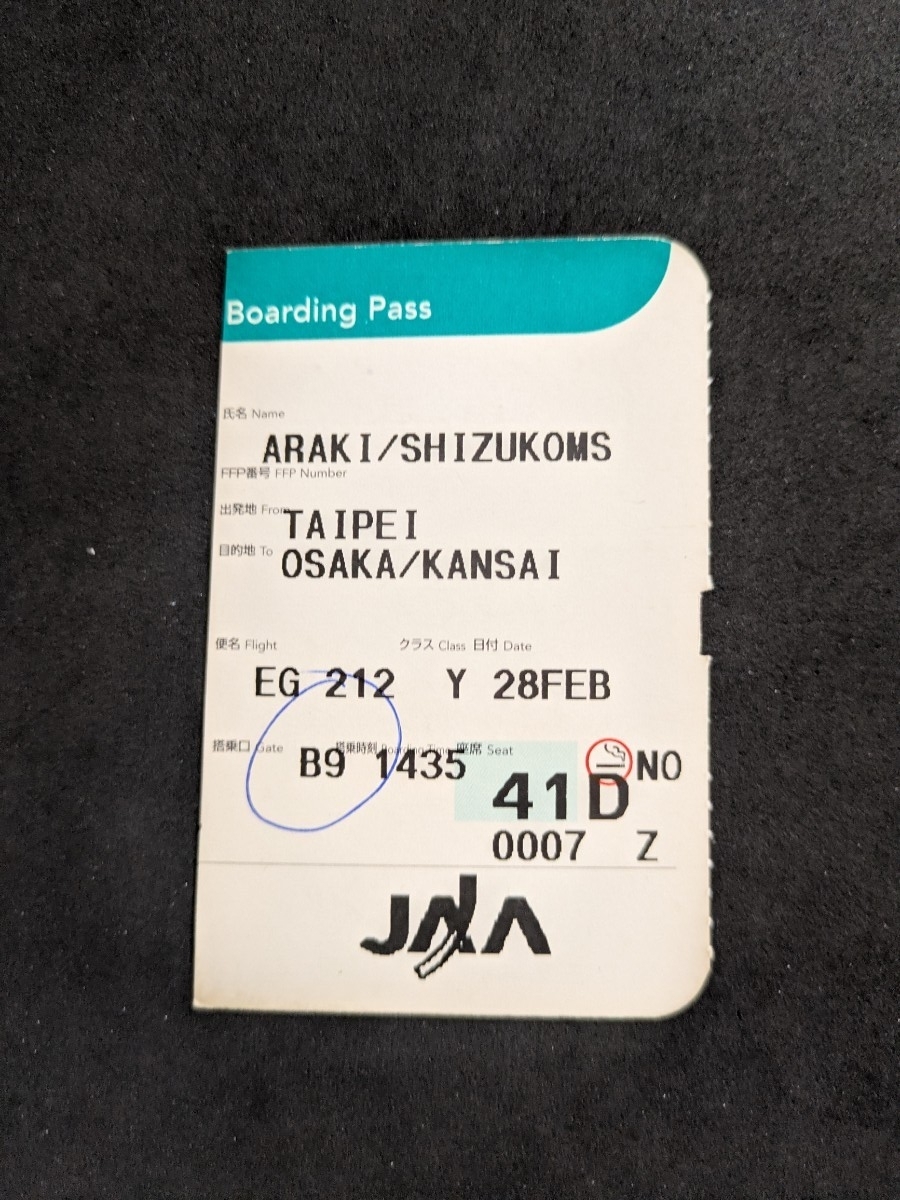 Boarding Pass
氏名 Name
ARAKI/SHIZUKOMS
FFP番号 FFP Number
出発地 From
TAIPEI
目的地 To
OSAKA/KANSAI
便名 Flight クラス Class 日付 Date
EG 212 Y 28FEB
搭乗口 Gate 搭乗時刻 Boarding Time 座席 Seat
B9 1435 41D NO
0007 Z
JAA